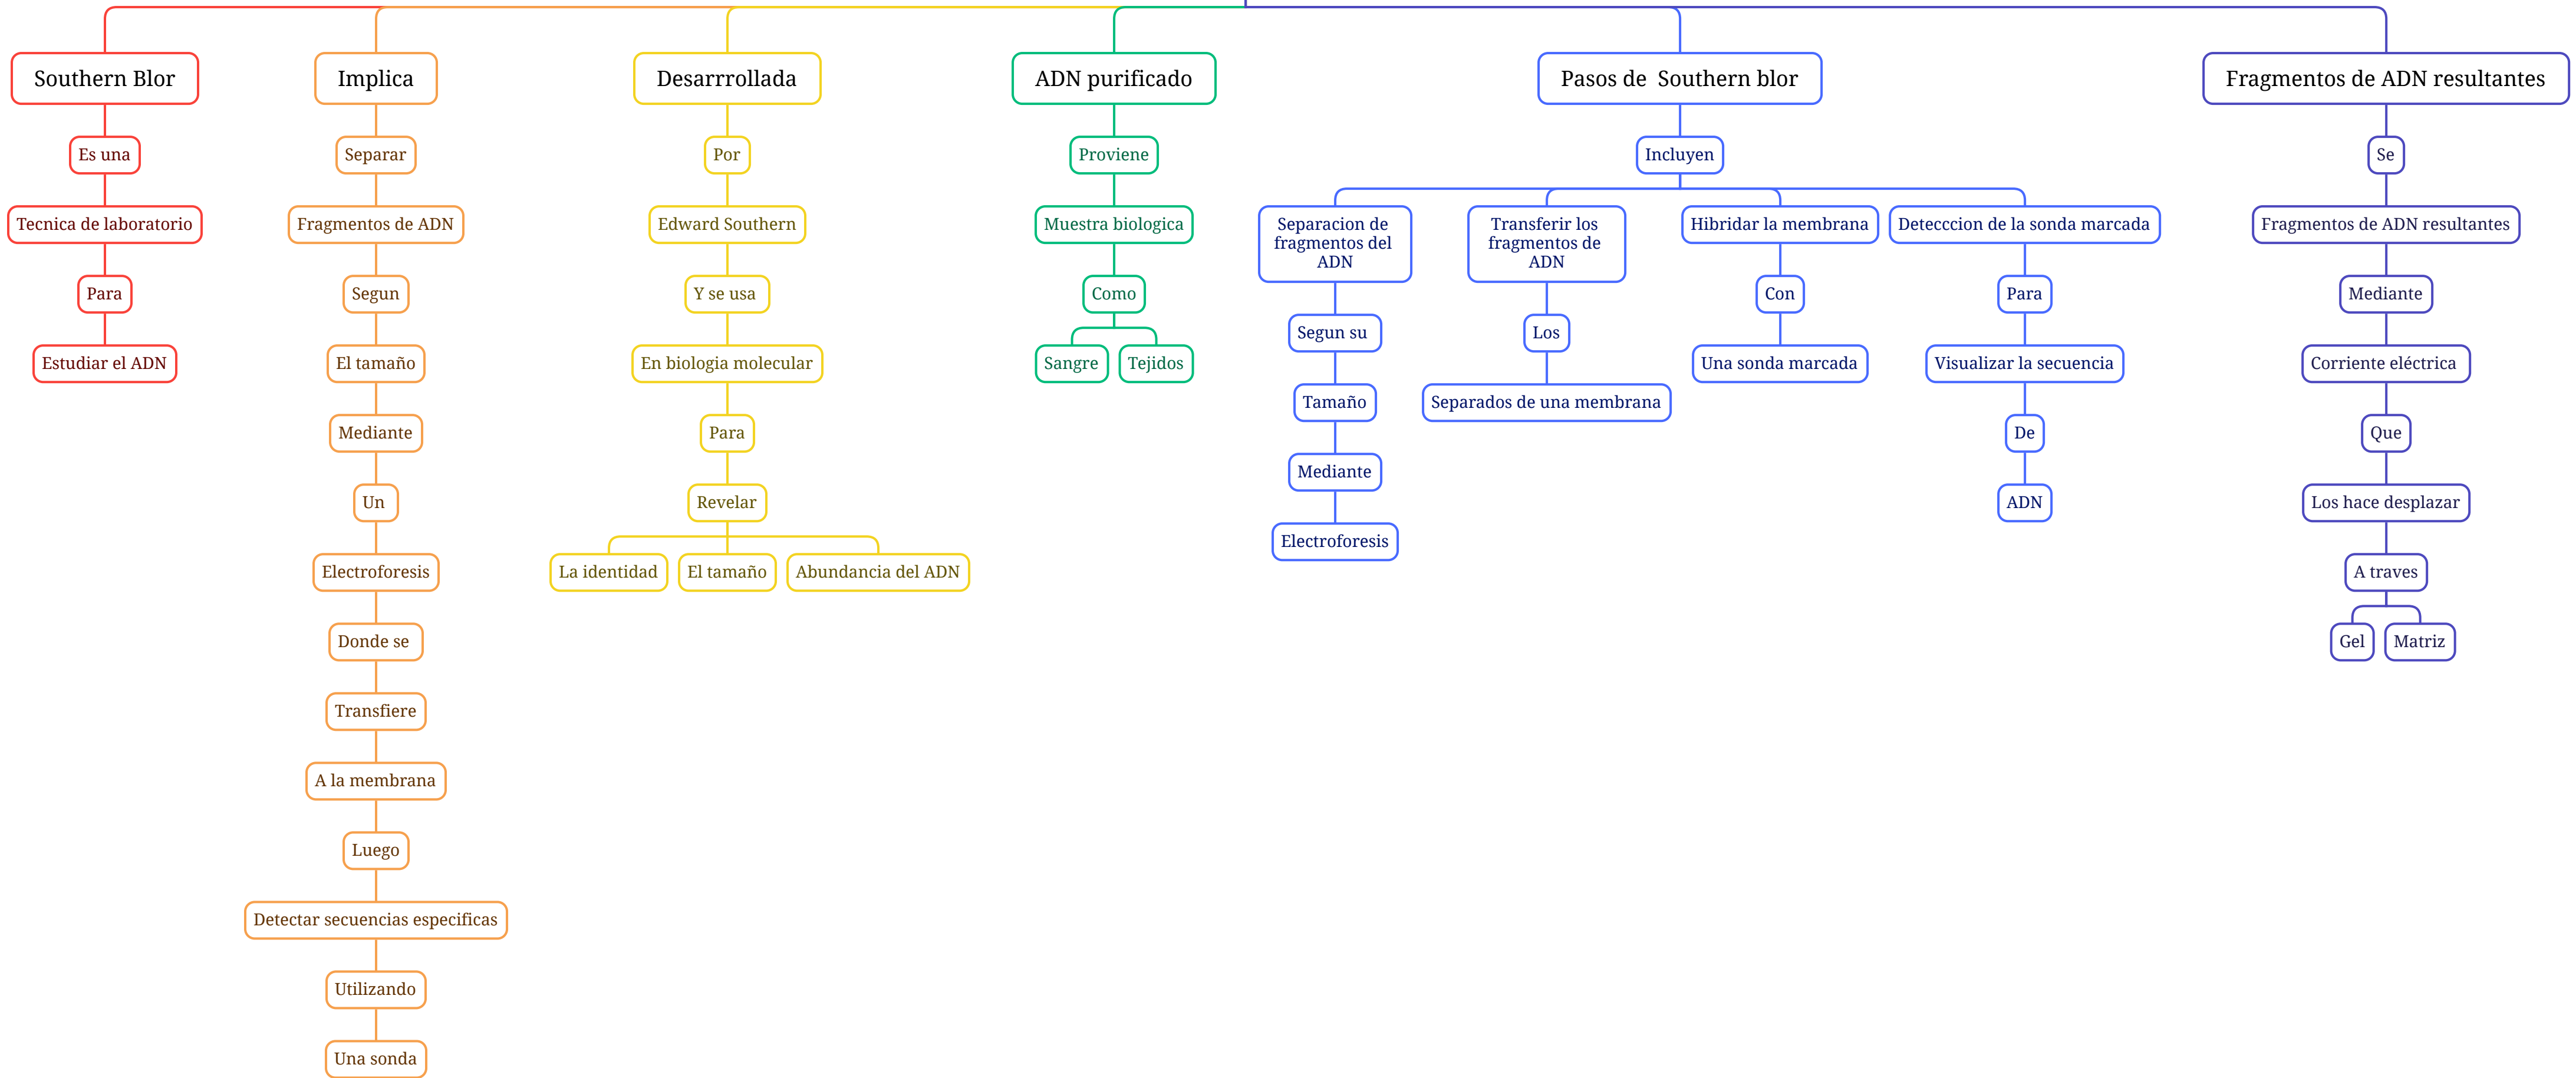 Southern Blor
Es una
Tecnica de laboratorio
Para
Estudiar el ADN
Implica
Separar
Fragmentos de ADN
Segun
El tamaño
Mediante
Un
Electroforesis
Donde se
Transfiere
A la membrana
Luego
Detectar secuencias especificas
Utilizando
Una sonda
Desarrrollada
Por
Edward Southern
Y se usa
En biologia molecular
Para
Revelar
La identidad
El tamaño
Abundancia del ADN
ADN purificado
Proviene
Muestra biologica
Como
Sangre
Tejidos
Pasos de  Southern blor
Incluyen
Separacion de
fragmentos del
ADN
Segun su
Tamaño
Mediante
Electroforesis
Transferir los
fragmentos de
ADN
Los
Separados de una membrana
Hibridar la membrana
Con
Una sonda marcada
Detecccion de la sonda marcada
Para
Visualizar la secuencia
De
ADN
Fragmentos de ADN resultantes
Se
Fragmentos de ADN resultantes
Mediante
Corriente eléctrica
Que
Los hace desplazar
A traves
Gel
Matriz